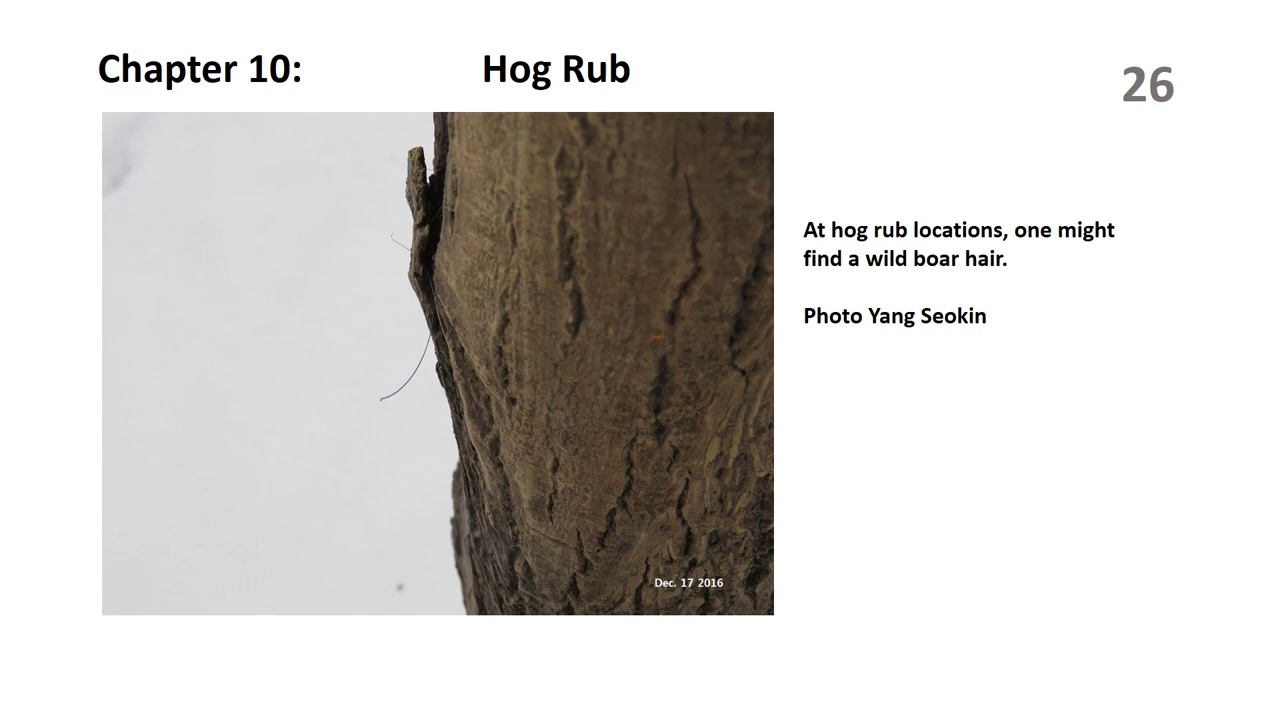 Chapter 10: Hog Rub
26
At hog rub locations, one might
find a wild boar hair.
Photo Yang Seokin
Dec. 17 2016